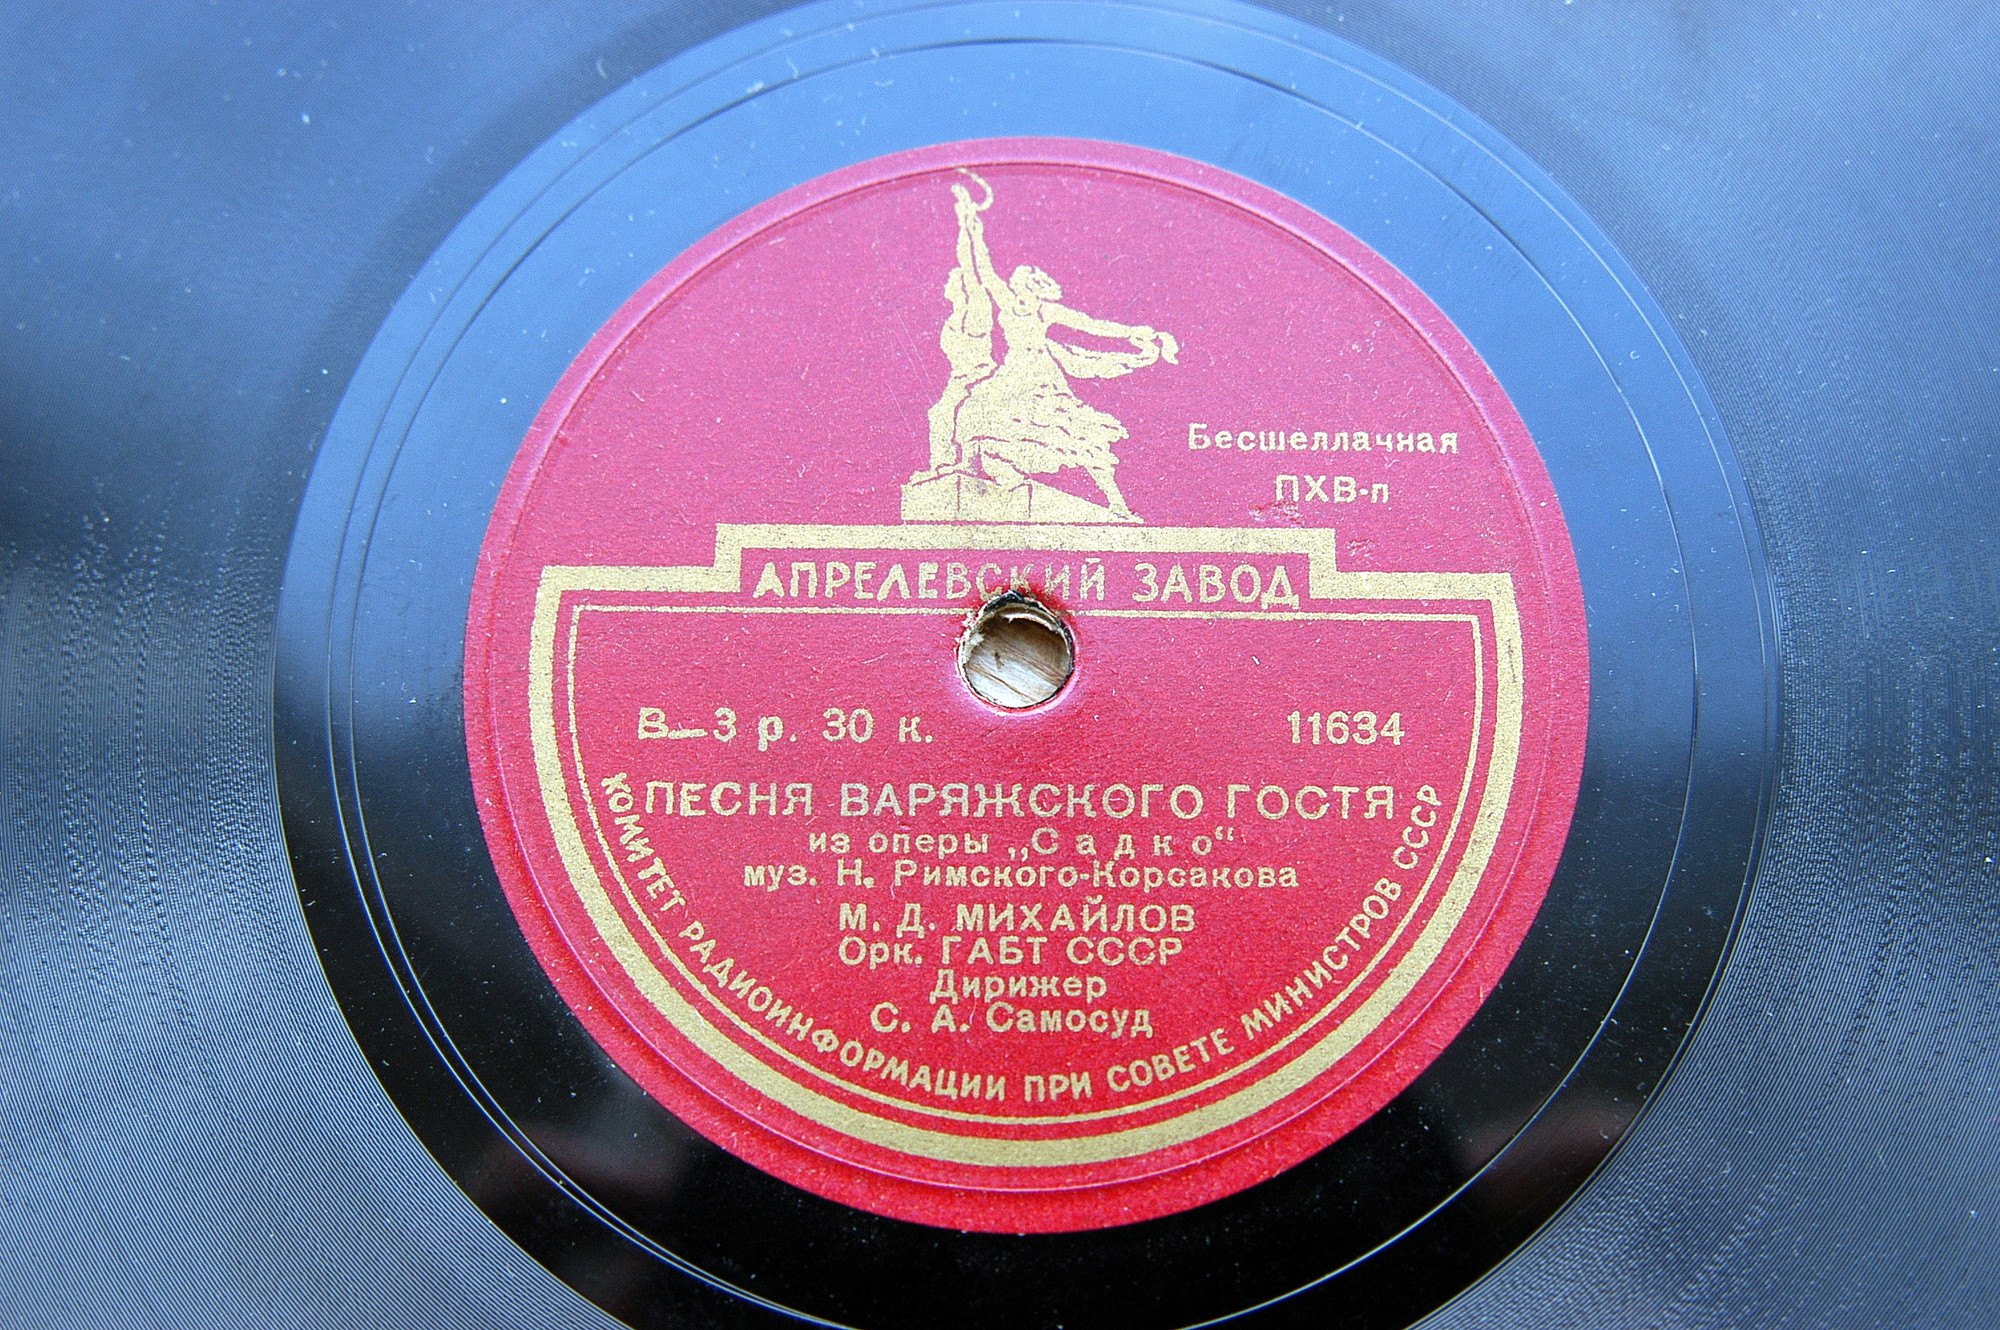 Бесшеллачная
ПХВ-п
АПРЕЛЕВСКИЙ ЗАВОД
В—3 р. 30 к. 11634
ПЕСНЯ ВАРЯЖСКОГО ГОСТЯ
из оперы „Садко“
муз. Н. Римского-Корсакова
М. Д. МИХАЙЛОВ
Орк. ГАБТ СССР
Дирижер
С. А. Самосуд
КОМИТЕТ РАДИОИНФОРМАЦИИ ПРИ СОВЕТЕ МИНИСТРОВ СССР